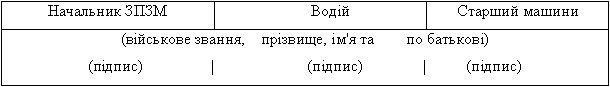 Начальник ЗПЗМ Водій Старший машини
(військове звання, прізвище, ім'я та по батькові)
(підпис) | (підпис) | (підпис)